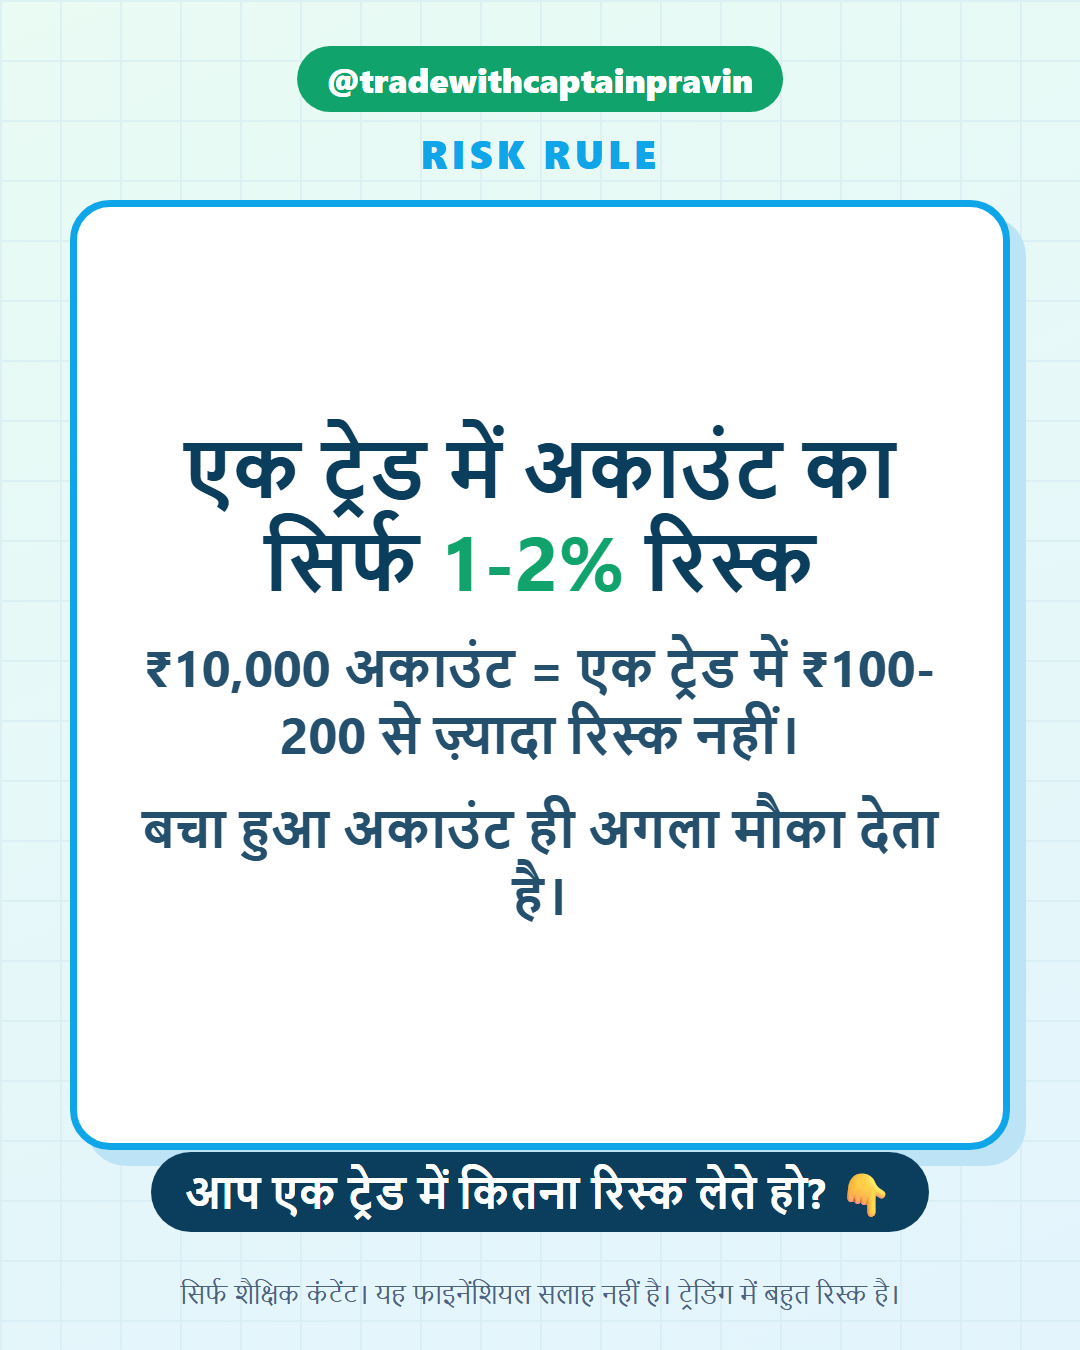 @tradewithcaptainpravin
RISK RULE
एक ट्रेड में अकाउंट का
सिर्फ 1-2% रिस्क
₹10,000 अकाउंट = एक ट्रेड में ₹100-
200 से ज़्यादा रिस्क नहीं।
बचा हुआ अकाउंट ही अगला मौका देता
है।
आप एक ट्रेड में कितना रिस्क लेते हो? 👇
सिर्फ शैक्षिक कंटेंट। यह फाइनेंशियल सलाह नहीं है। ट्रेडिंग में बहुत रिस्क है।